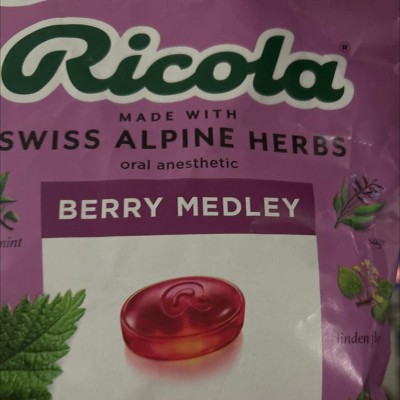 Ricola®
MADE WITH
SWISS ALPINE HERBS
oral anesthetic
BERRY MEDLEY
mint
linden